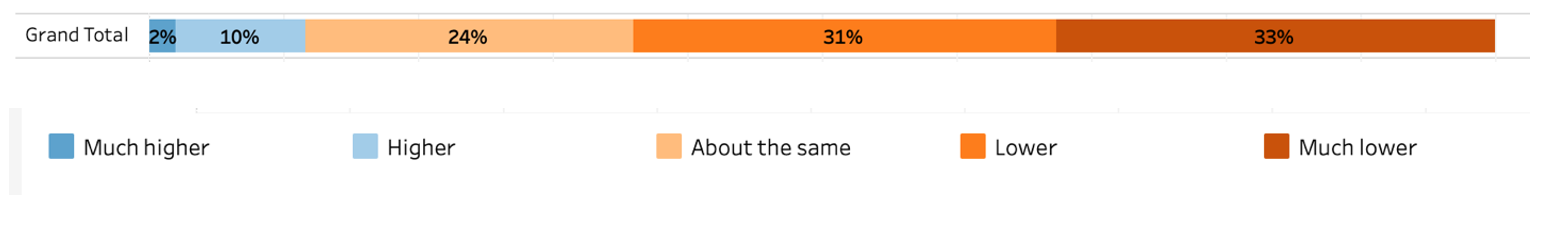 Grand Total 2% 10% 24% 31% 33%
Much higher Higher About the same Lower Much lower